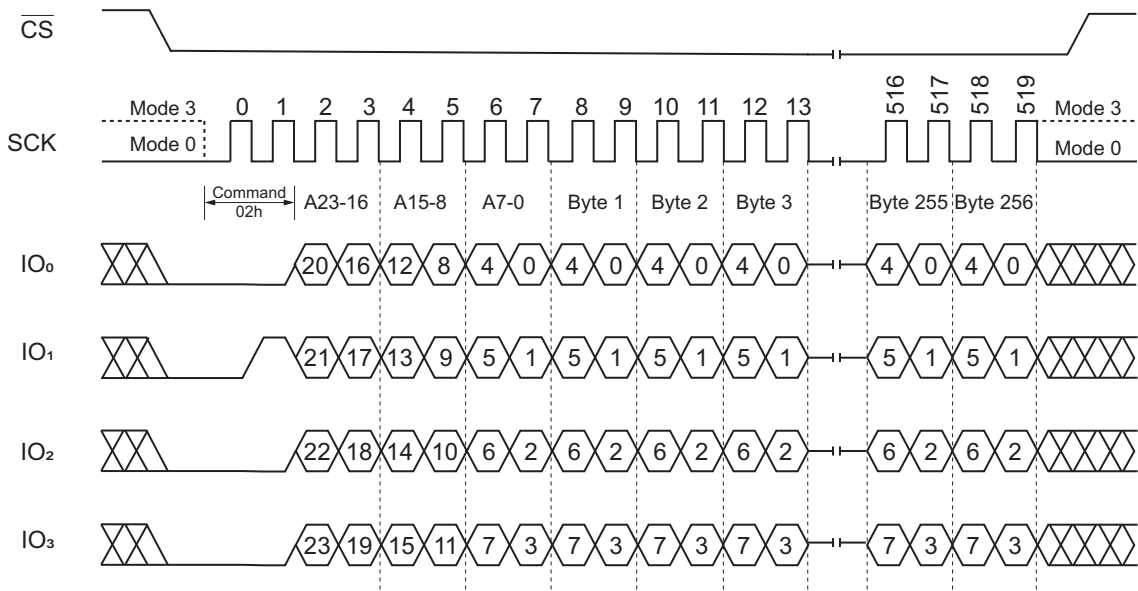 CS
Mode 3 0 1 2 3 4 5 6 7 8 9 10 11 12 13 516 517 518 519 Mode 3
SCK
Mode 0 Mode 0
Command A23-16 A15-8 A7-0 Byte 1 Byte 2 Byte 3 Byte 255 Byte 256
02h
IO₀ 20 16 12 8 4 0 4 0 4 0 4 0 4 0 4 0
IO₁ 21 17 13 9 5 1 5 1 5 1 5 1 5 1 5 1
IO₂ 22 18 14 10 6 2 6 2 6 2 6 2 6 2 6 2
IO₃ 23 19 15 11 7 3 7 3 7 3 7 3 7 3 7 3